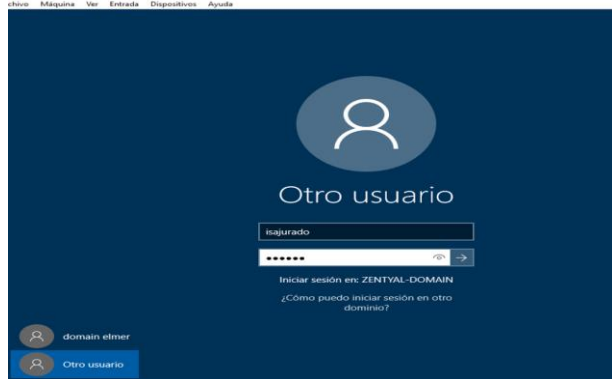 chivo Máquina Ver Entrada Dispositivos Ayuda
Otro usuario
isajurado
••••••
Iniciar sesión en: ZENTYAL-DOMAIN
¿Cómo puedo iniciar sesión en otro
dominio?
domain elmer
Otro usuario